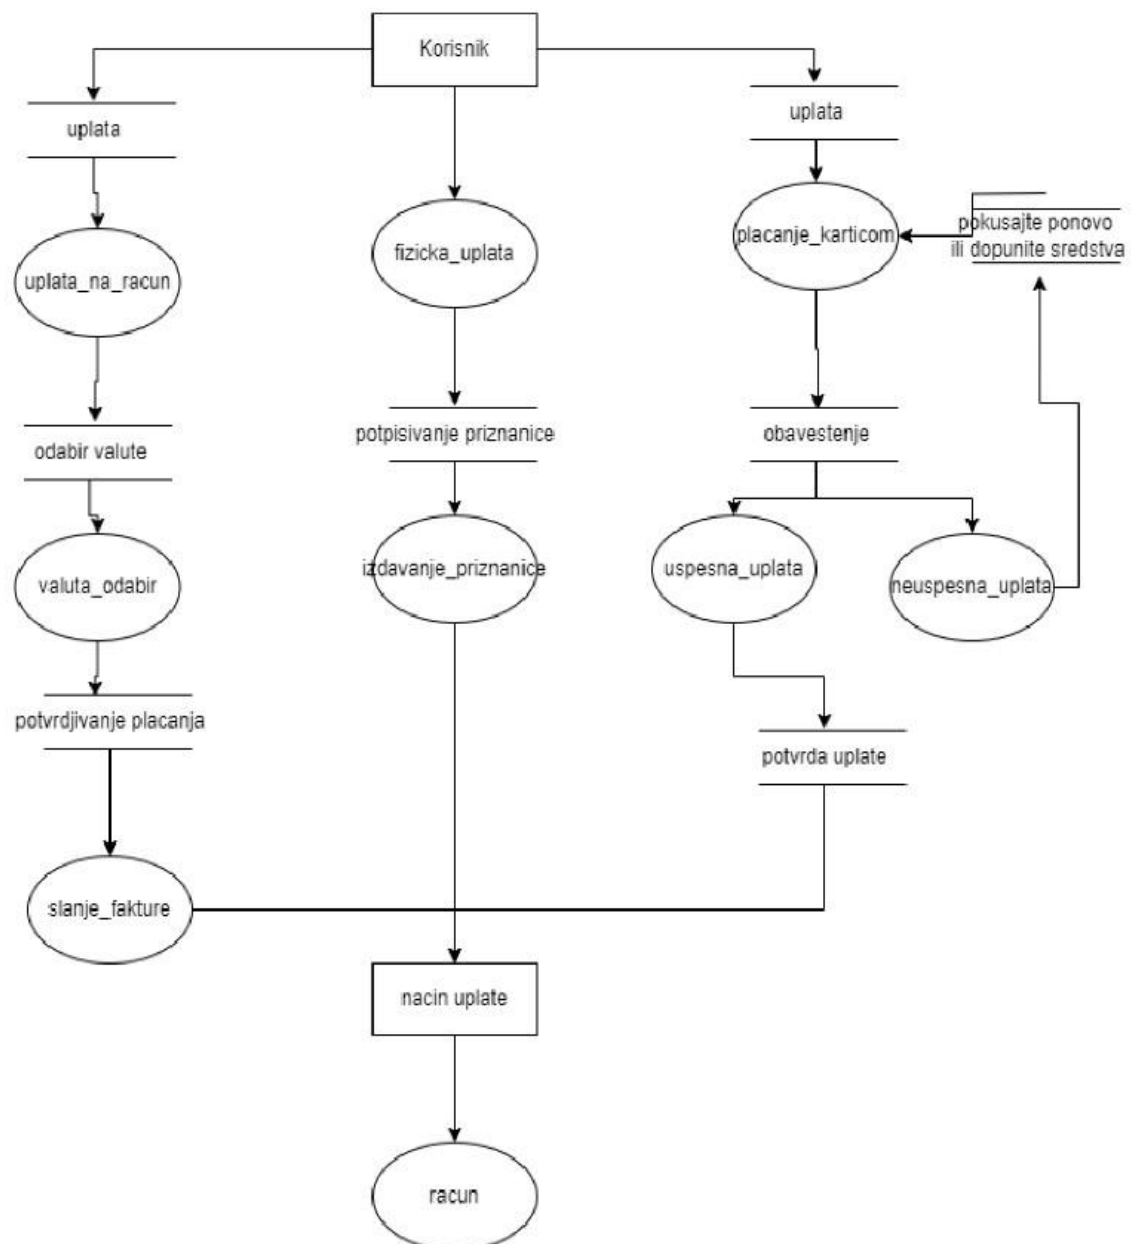 Korisnik
uplata
uplata
uplata_na_racun
fizicka_uplata
placanje_karticom
pokusajte ponovo
ili dopunite sredstva
odabir valute
potpisivanje priznanice
obavestenje
valuta_odabir
izdavanje_priznanice
uspesna_uplata
neuspesna_uplata
potvrdjivanje placanja
potvrda uplate
slanje_fakture
nacin uplate
racun